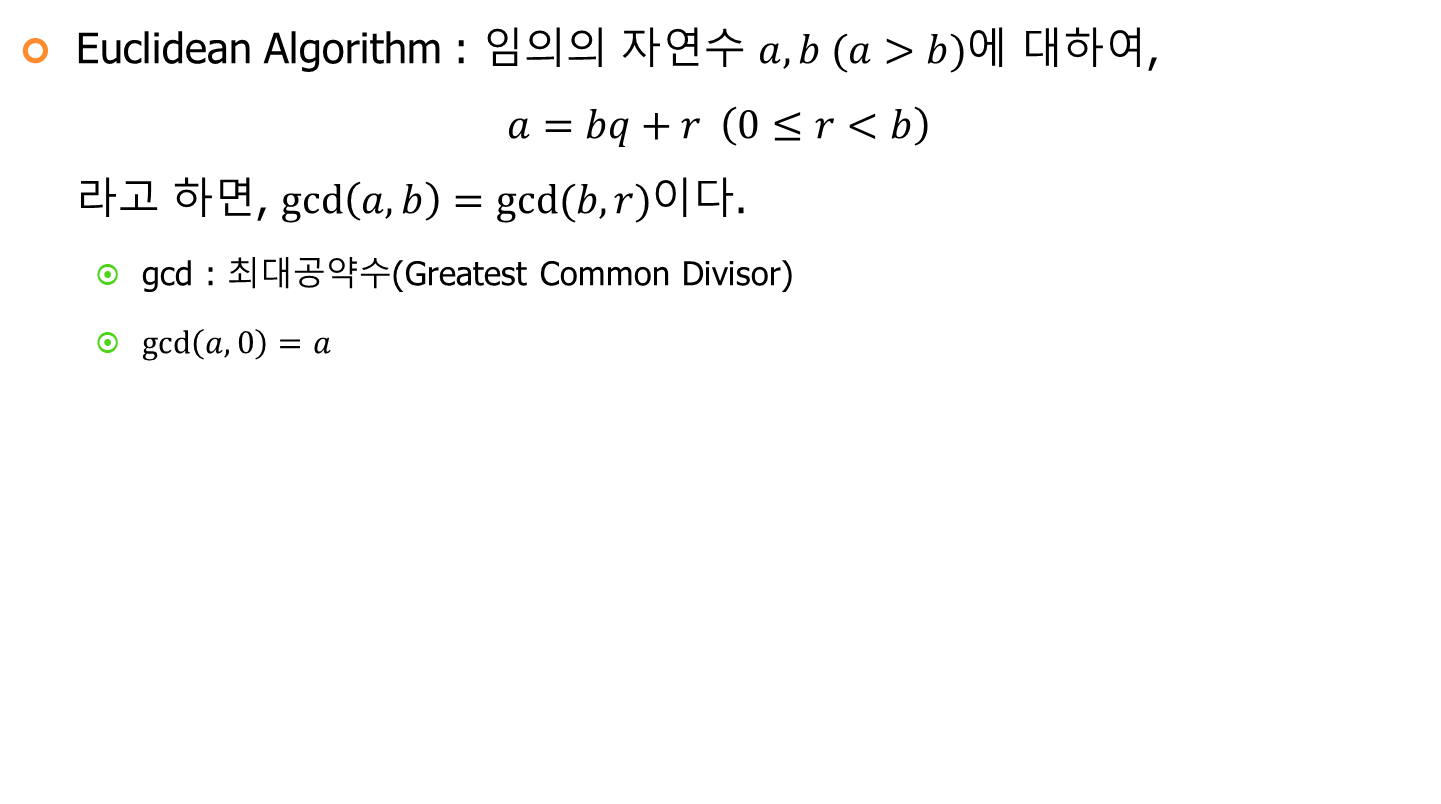 Euclidean Algorithm : 임의의 자연수 a, b (a > b)에 대하여,
a = bq + r (0 ≤ r < b)
라고 하면, gcd(a, b) = gcd(b, r)이다.
gcd : 최대공약수(Greatest Common Divisor)
gcd(a, 0) = a